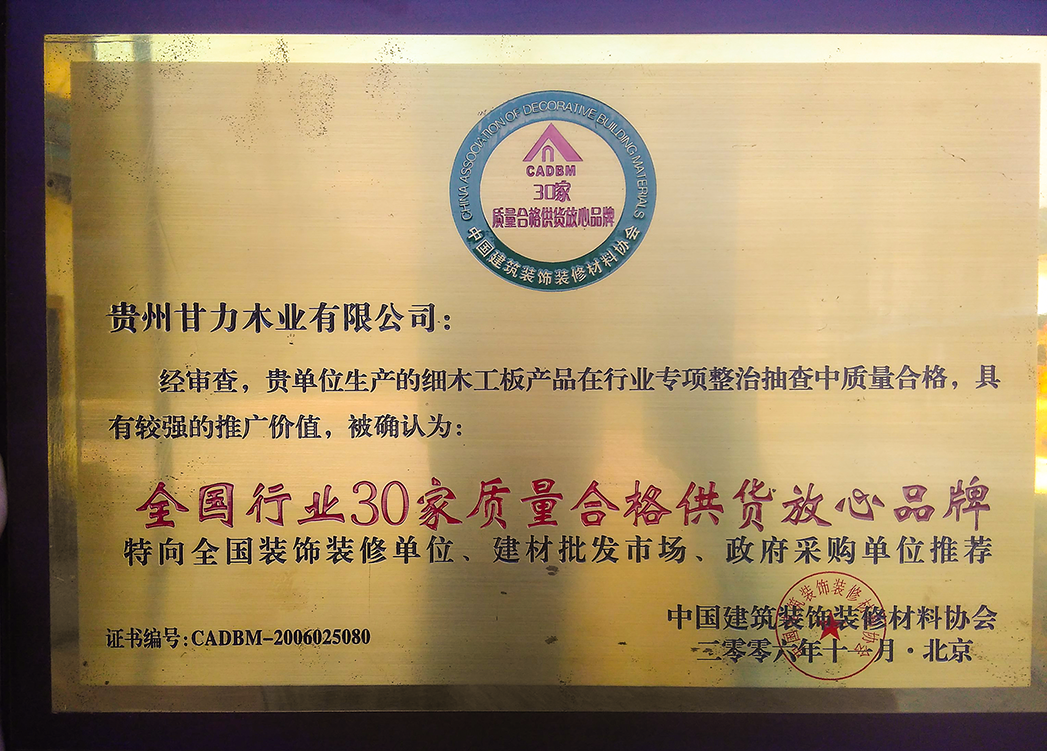 CHINA ASSOCIATION OF DECORATIVE BUILDING MATERIALS
CADBM
30家
质量合格供货放心品牌
中国建筑装饰装修材料协会
贵州甘力木业有限公司：
经审查，贵单位生产的细木工板产品在行业专项整治抽查中质量合格，具
有较强的推广价值，被确认为：
全国行业30家质量合格供货放心品牌
特向全国装饰装修单位、建材批发市场、政府采购单位推荐
中国建筑装饰装修材料协会
证书编号：CADBM-2006025080
二零零六年十一月·北京